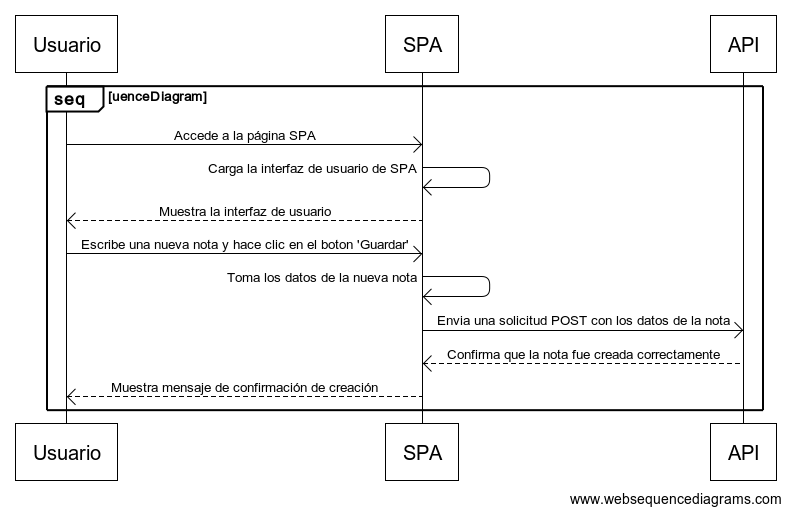 Usuario SPA API
seq [uenceDiagram]
Accede a la página SPA
Carga la interfaz de usuario de SPA
Muestra la interfaz de usuario
Escribe una nueva nota y hace clic en el boton 'Guardar'
Toma los datos de la nueva nota
Envia una solicitud POST con los datos de la nota
Confirma que la nota fue creada correctamente
Muestra mensaje de confirmación de creación
Usuario SPA API
www.websequencediagrams.com